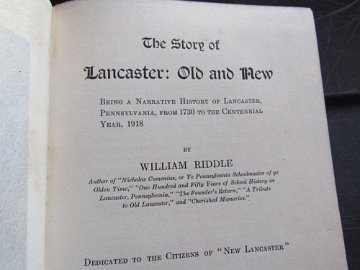 The Story of
Lancaster: Old and New
Being a Narrative History of Lancaster,
Pennsylvania, from 1730 to the Centennial
Year, 1918
BY
WILLIAM RIDDLE
Author of "Nicholas Comenius, or Ye Pennsylvania Schoolmaster of ye
Olden Time," "One Hundred and Fifty Years of School History in
Lancaster, Pennsylvania," "The Founder's Return," "A Tribute
to Old Lancaster," and "Cherished Memories."
Dedicated to the Citizens of "New Lancaster"